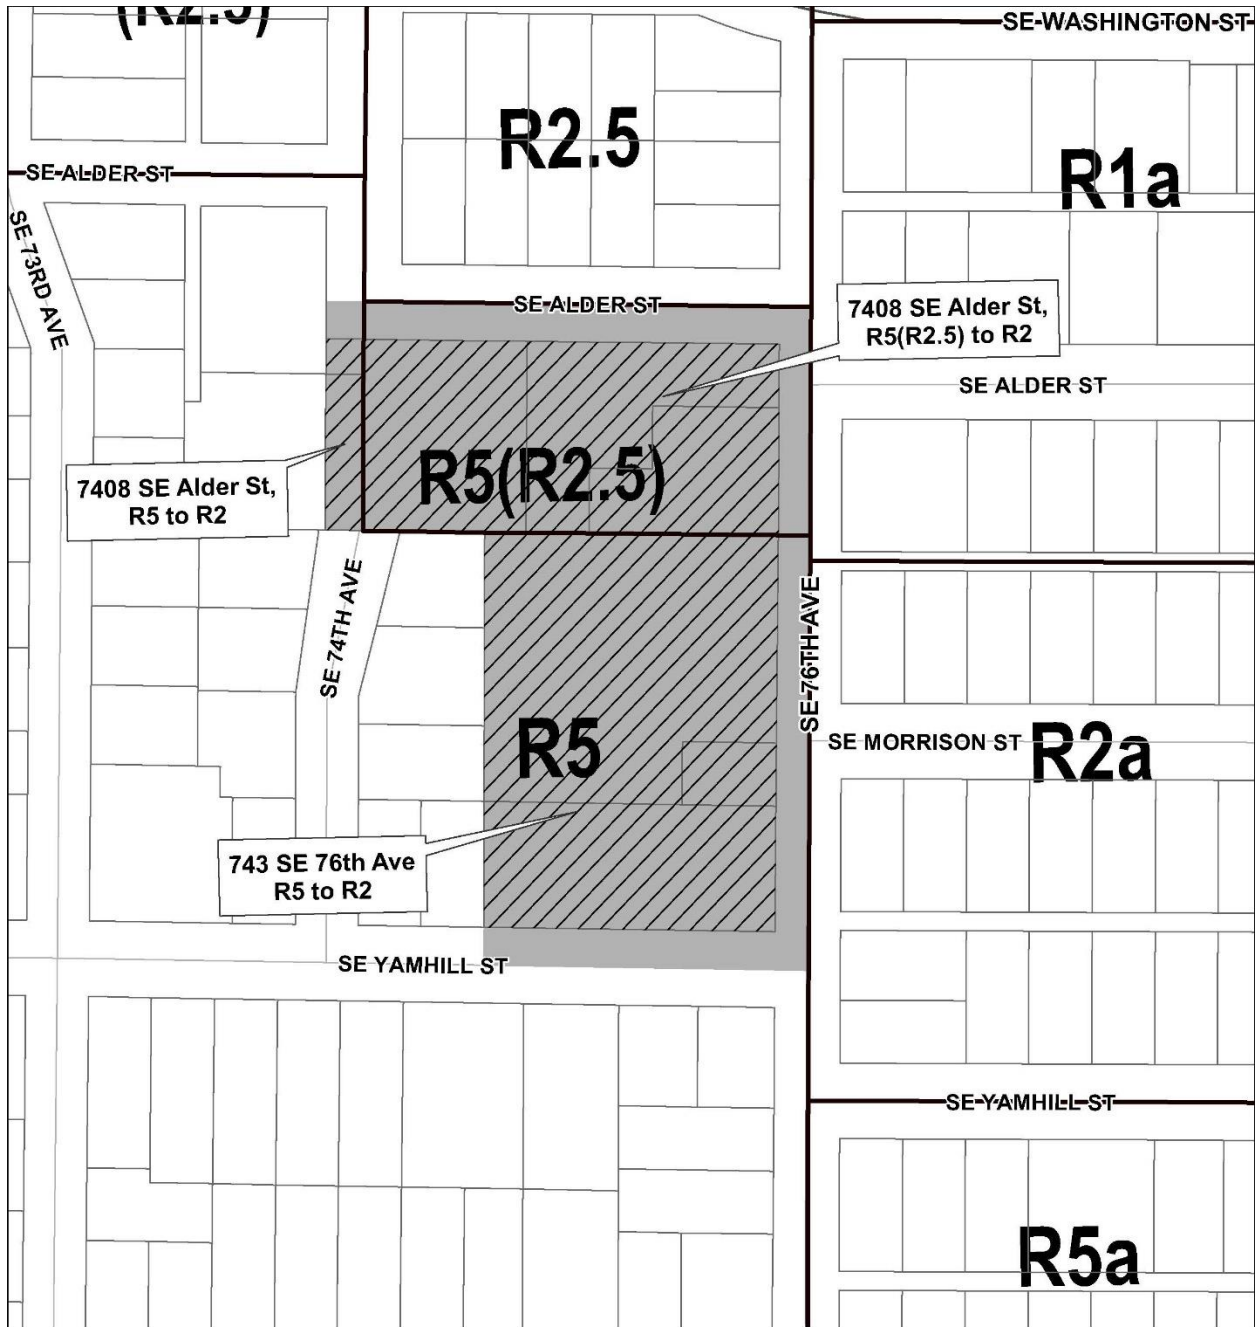 (R2.5)
SE WASHINGTON ST
R2.5
R1a
SE ALDER ST
SE 73RD AVE
SE ALDER ST
7408 SE Alder St,
R5(R2.5) to R2
SE ALDER ST
R5(R2.5)
7408 SE Alder St,
R5 to R2
SE 74TH AVE
SE 76TH AVE
R5
SE MORRISON ST
R2a
743 SE 76th Ave
R5 to R2
SE YAMHILL ST
SE YAMHILL ST
R5a